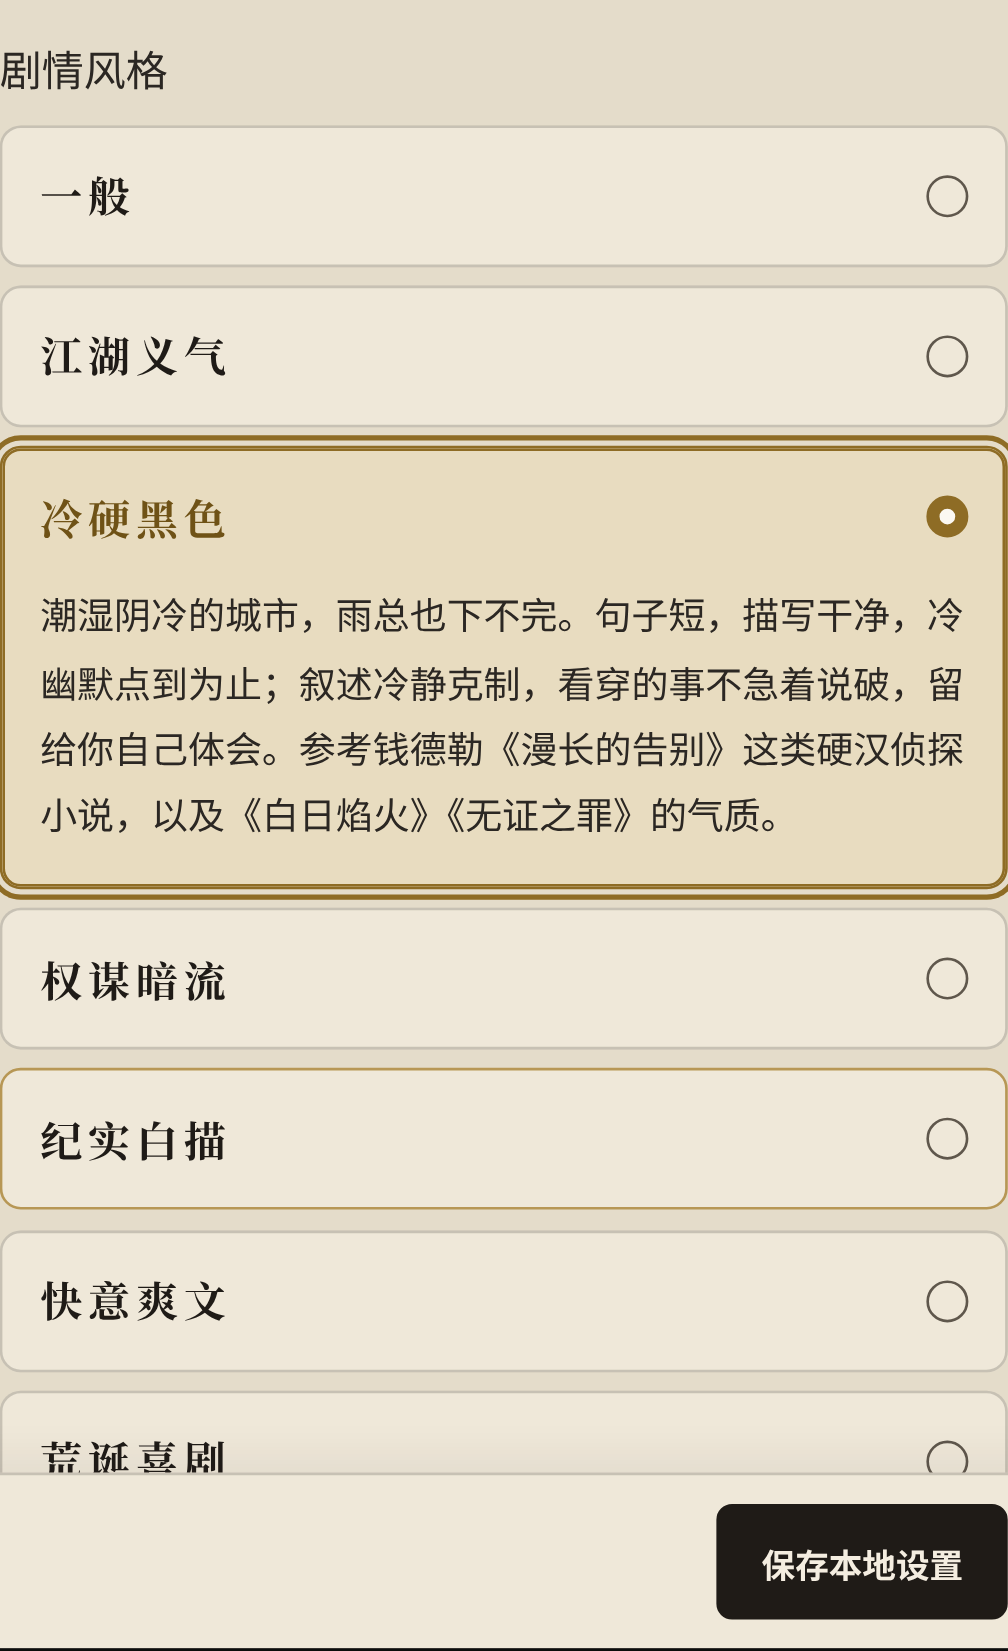 剧情风格
一般
江湖义气
冷硬黑色
潮湿阴冷的城市，雨总也下不完。句子短，描写干净，冷
幽默点到为止；叙述冷静克制，看穿的事不急着说破，留
给你自己体会。参考钱德勒《漫长的告别》这类硬汉侦探
小说，以及《白日焰火》《无证之罪》的气质。
权谋暗流
纪实白描
快意爽文
荒诞喜剧
保存本地设置